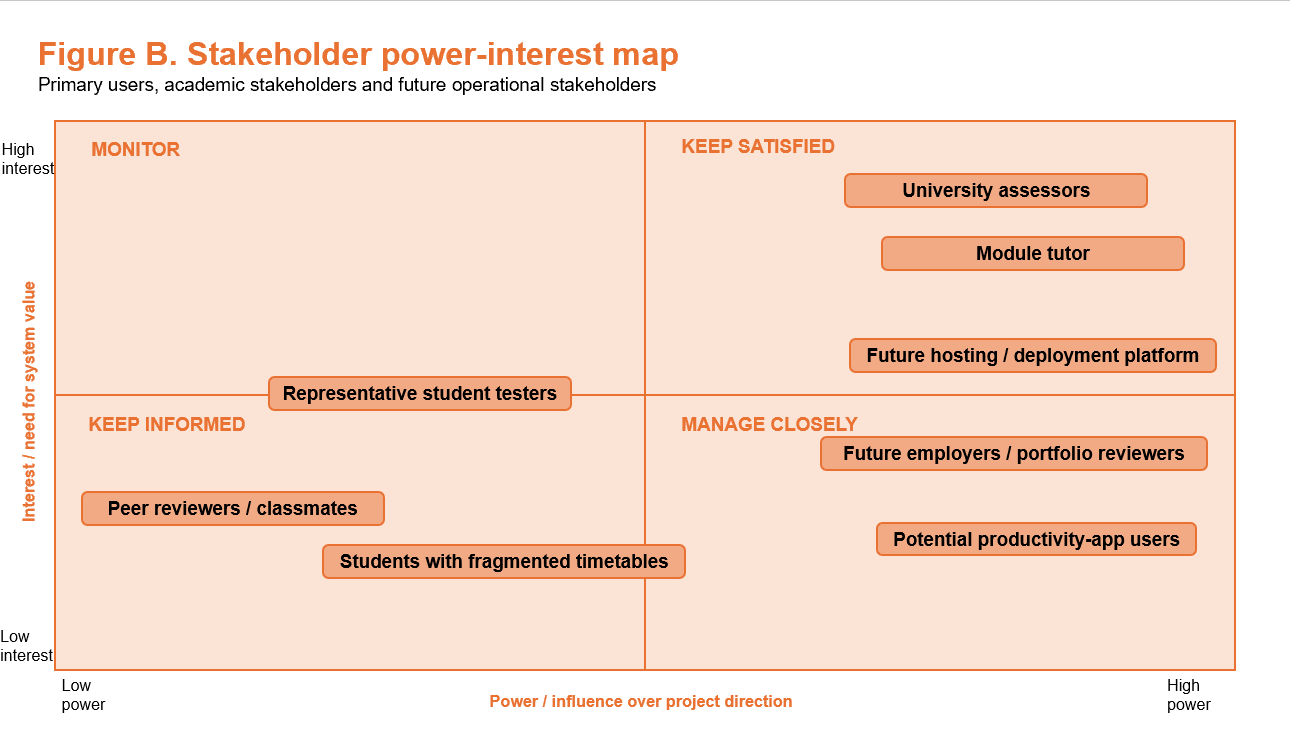 Figure B. Stakeholder power-interest map
Primary users, academic stakeholders and future operational stakeholders
High
interest
MONITOR
KEEP SATISFIED
University assessors
Module tutor
Future hosting / deployment platform
Representative student testers
Interest / need for system value
KEEP INFORMED
MANAGE CLOSELY
Future employers / portfolio reviewers
Peer reviewers / classmates
Potential productivity-app users
Students with fragmented timetables
Low
interest
Low
power
Power / influence over project direction
High
power